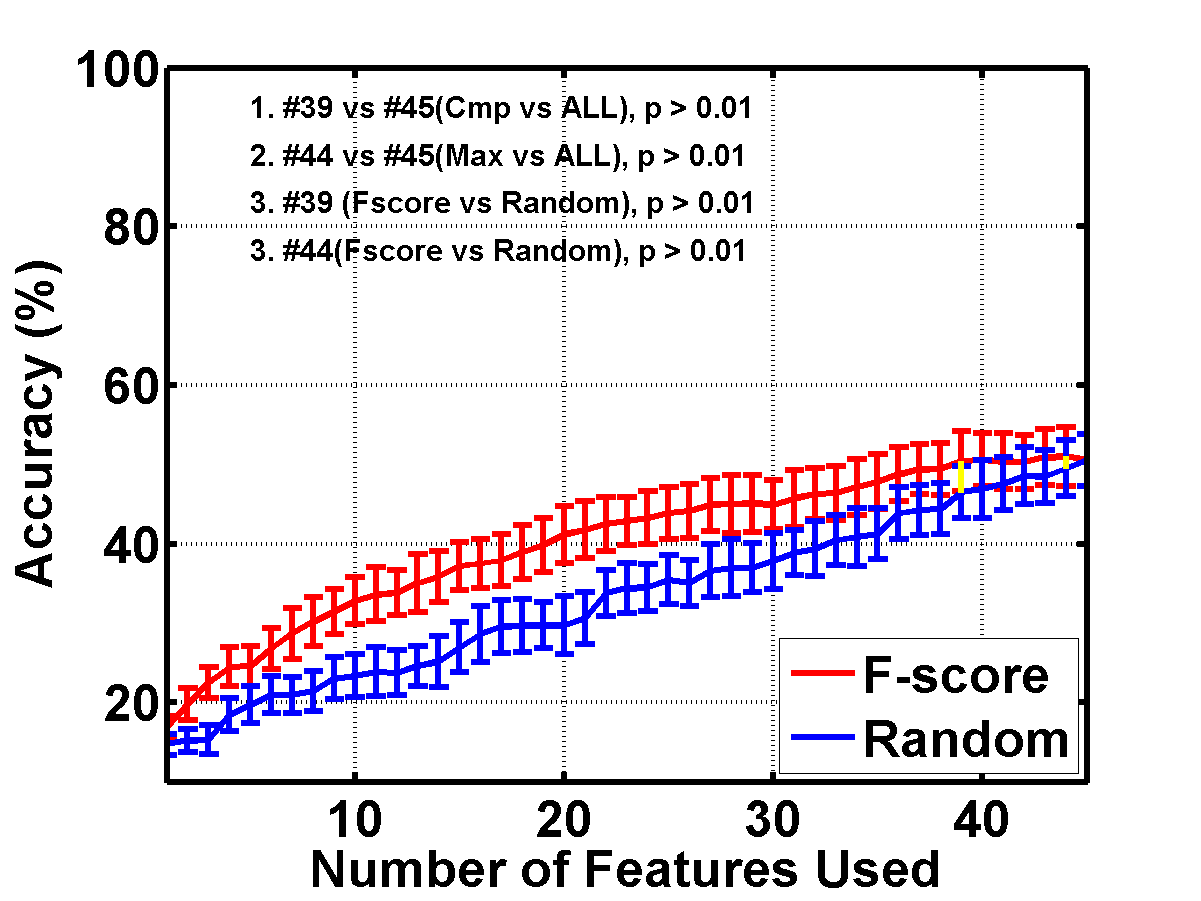 100
1. #39 vs #45(Cmp vs ALL), p > 0.01
2. #44 vs #45(Max vs ALL), p > 0.01
3. #39 (Fscore vs Random), p > 0.01
80
3. #44(Fscore vs Random), p > 0.01
Accuracy (%)
60
40
20
F-score
Random
10 20 30 40
Number of Features Used